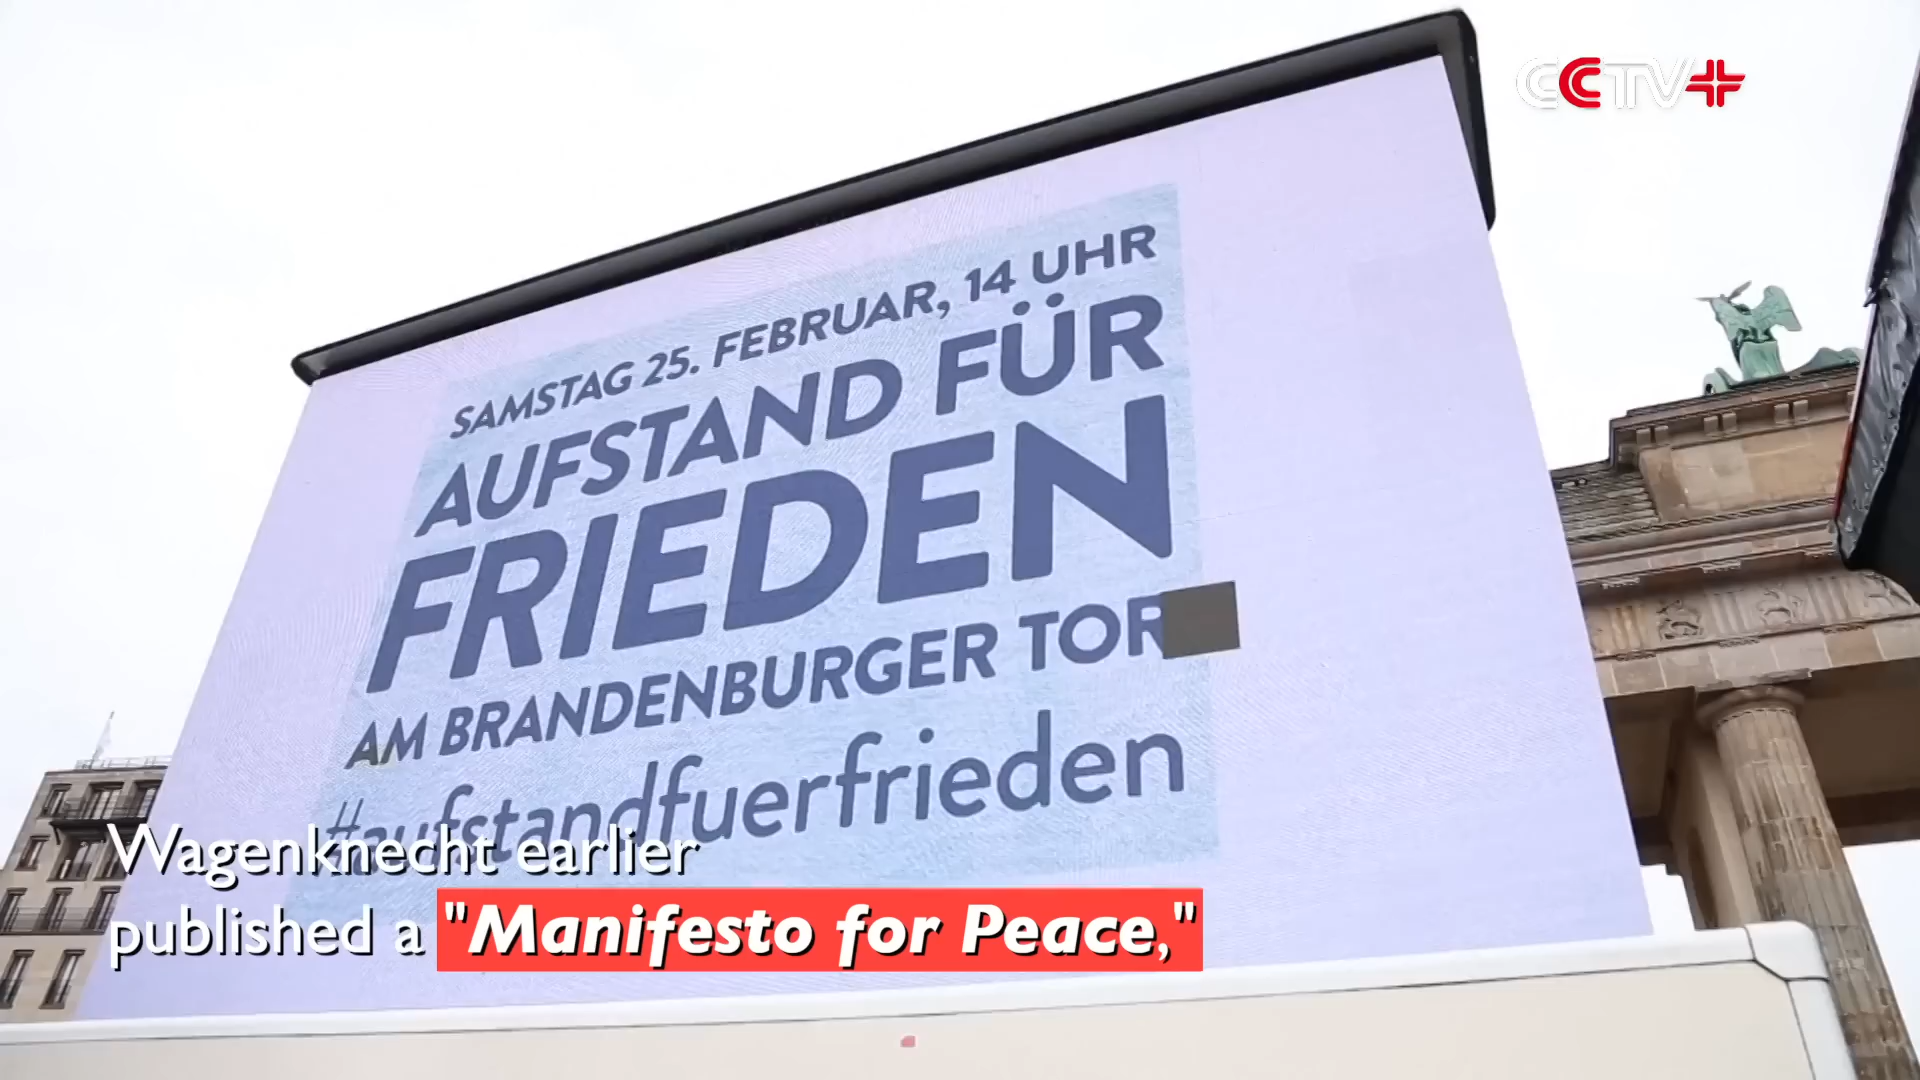 CCTV+
SAMSTAG 25. FEBRUAR, 14 UHR
AUFSTAND FÜR
FRIEDEN
AM BRANDENBURGER TOR
#aufstandfuerfrieden
Wagenknecht earlier
published a "Manifesto for Peace,"